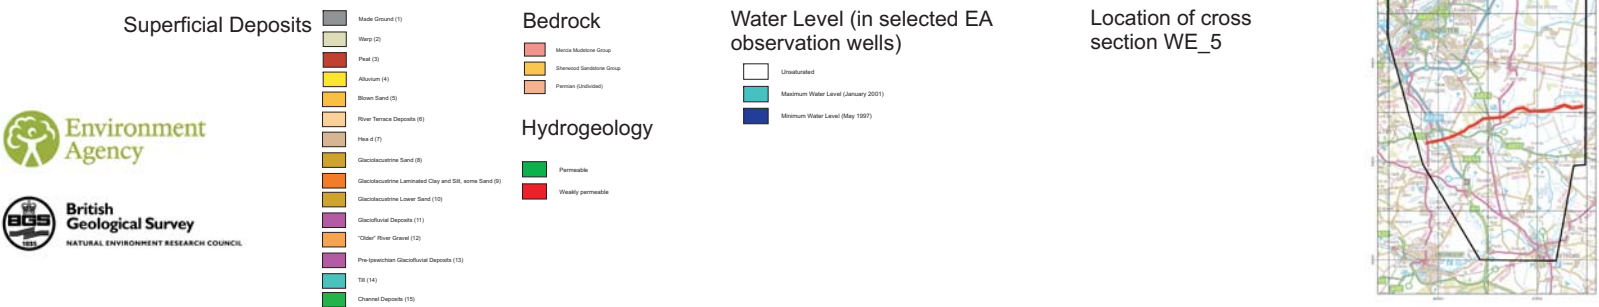 Superficial Deposits
Made Ground (1)
Warp (2)
Peat (3)
Alluvium (4)
Blown Sand (5)
River Terrace Deposits (6)
Hea d (7)
Glaciolacustrine Sand (8)
Glaciolacustrine Laminated Clay and Silt, some Sand (9)
Glaciolacustrine Lower Sand (10)
Glaciofluvial Deposits (11)
"Older" River Gravel (12)
Pre-Ipswichian Glaciofluvial Deposits (13)
Till (14)
Channel Deposits (15)
Environment
Agency
BGS
1835
British
Geological Survey
NATURAL ENVIRONMENT RESEARCH COUNCIL
Bedrock
Mercia Mudstone Group
Sherwood Sandstone Group
Permian (Undivided)
Hydrogeology
Permeable
Weakly permeable
Water Level (in selected EA
observation wells)
Unsaturated
Maximum Water Level (January 2001)
Minimum Water Level (May 1997)
Location of cross
section WE_5